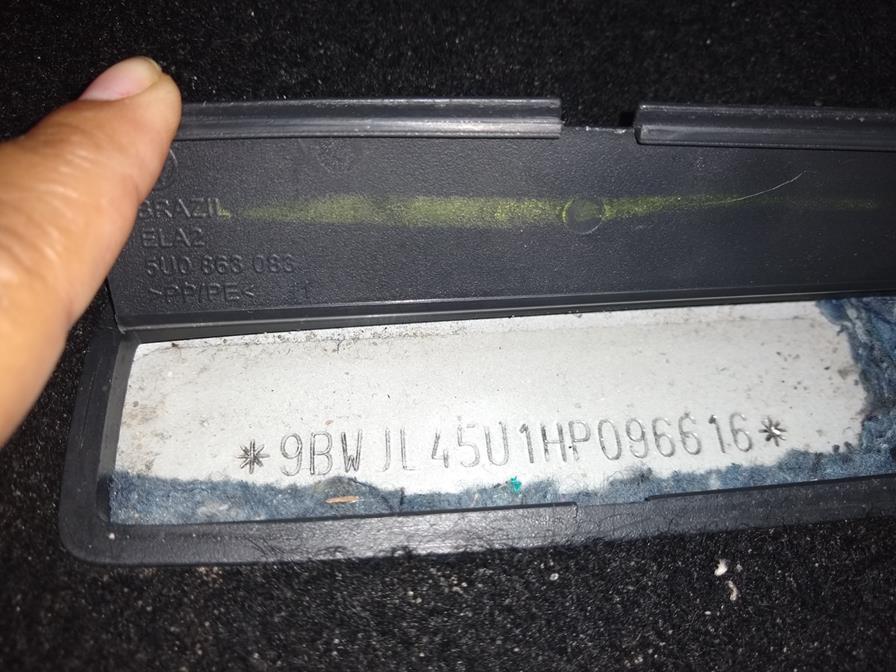 BRAZIL
ELA2
5U0 863 083
>PP/PE<
*9BWJL45U1HP096616*